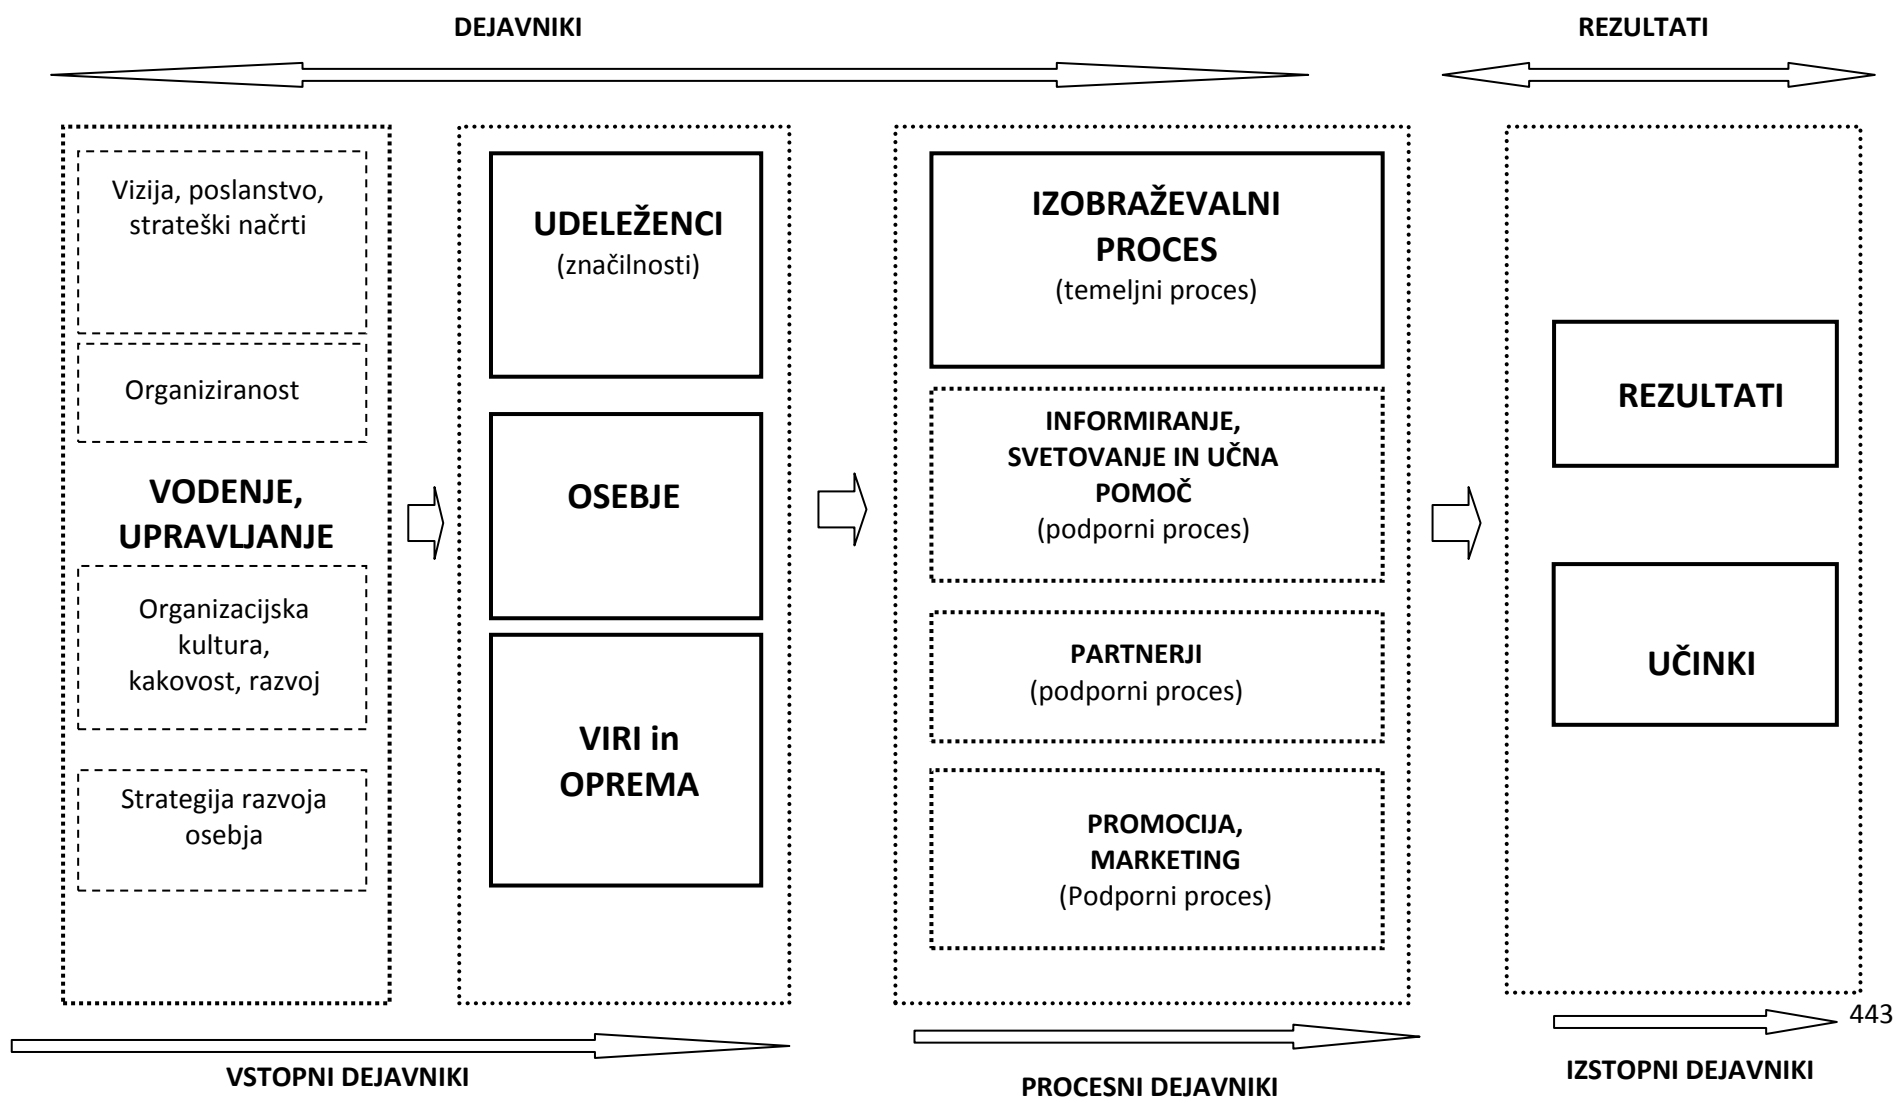 DEJAVNIKI
REZULTATI
Vizija, poslanstvo,
strateški načrti
Organiziranost
VODENJE,
UPRAVLJANJE
Organizacijska
kultura,
kakovost, razvoj
Strategija razvoja
osebja
UDELEŽENCI
(značilnosti)
OSEBJE
VIRI in
OPREMA
IZOBRAŽEVALNI
PROCES
(temeljni proces)
INFORMIRANJE,
SVETOVANJE IN UČNA
POMOČ
(podporni proces)
PARTNERJI
(podporni proces)
PROMOCIJA,
MARKETING
(Podporni proces)
REZULTATI
UČINKI
443
VSTOPNI DEJAVNIKI
PROCESNI DEJAVNIKI
IZSTOPNI DEJAVNIKI